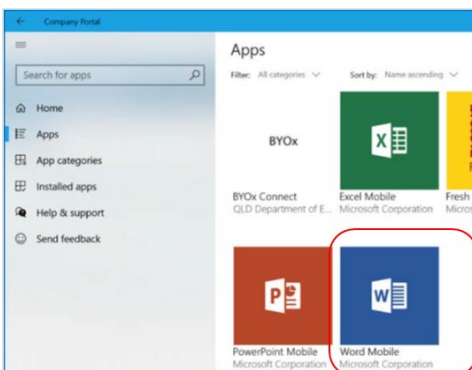 Company Portal
Search for apps
Home
Apps
App categories
Installed apps
Help & support
Send feedback
Apps
Filter: All categories Sort by: Name ascending
BYOx
BYOx Connect
QLD Department of E...
Excel Mobile
Microsoft Corporation
Fresh
Micros
PowerPoint Mobile
Microsoft Corporation
Word Mobile
Microsoft Corporation